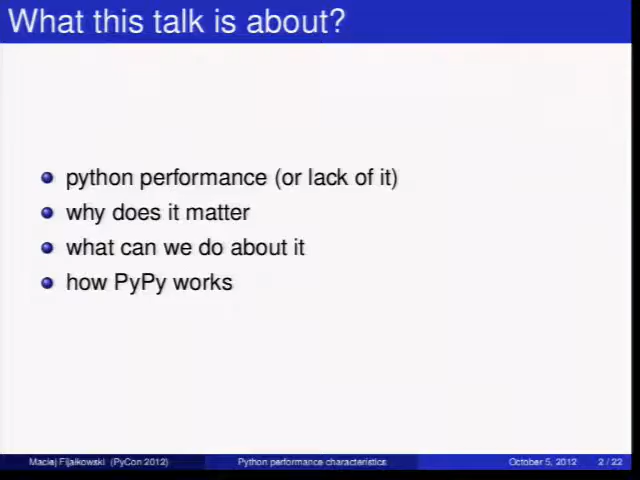 What this talk is about?
python performance (or lack of it)
why does it matter
what can we do about it
how PyPy works
Maciej Fijałkowski (PyCon 2012) Python performance characteristics October 5, 2012 2 / 22